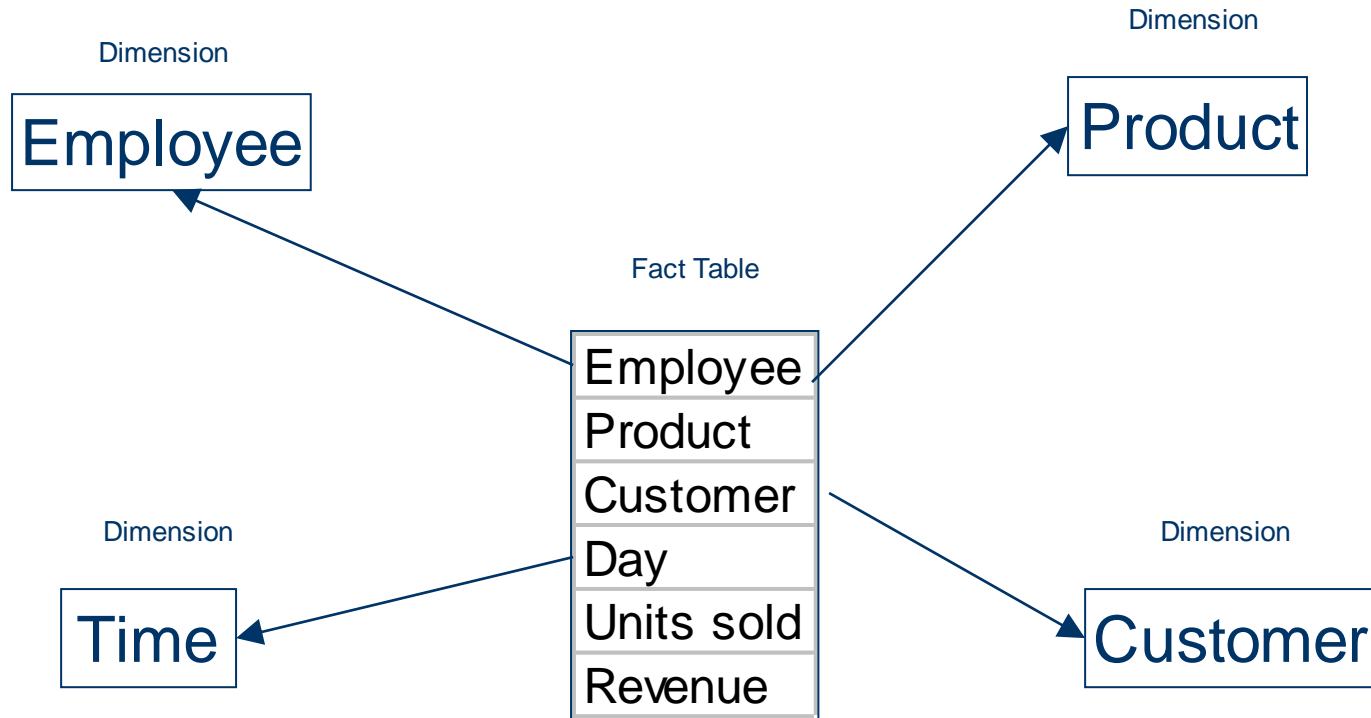 Dimension
Dimension
Employee
Product
Fact Table
Employee
Product
Customer
Day
Units sold
Revenue
Dimension
Time
Dimension
Customer